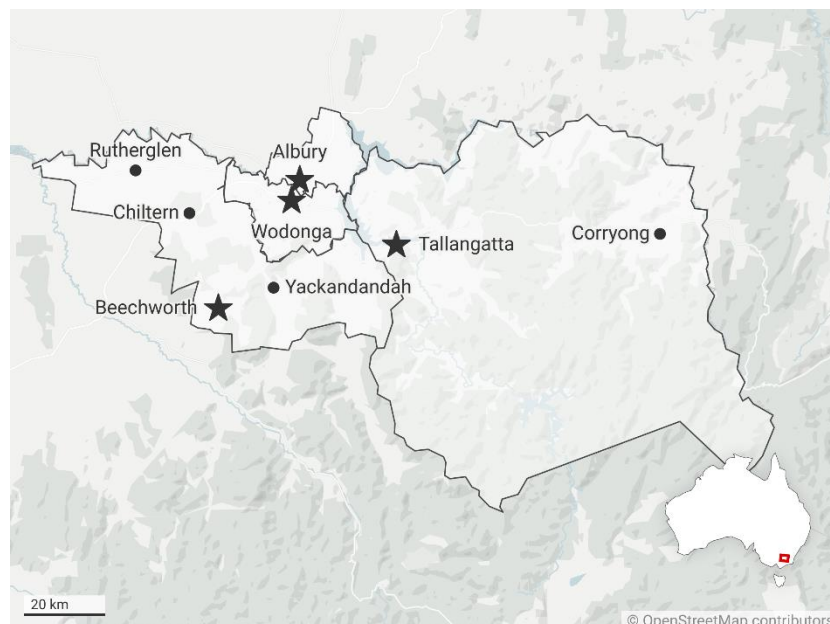 Albury
Rutherglen
Chiltern
Wodonga
Tallangatta
Corryong
Yackandandah
Beechworth
20 km
© OpenStreetMap contributors